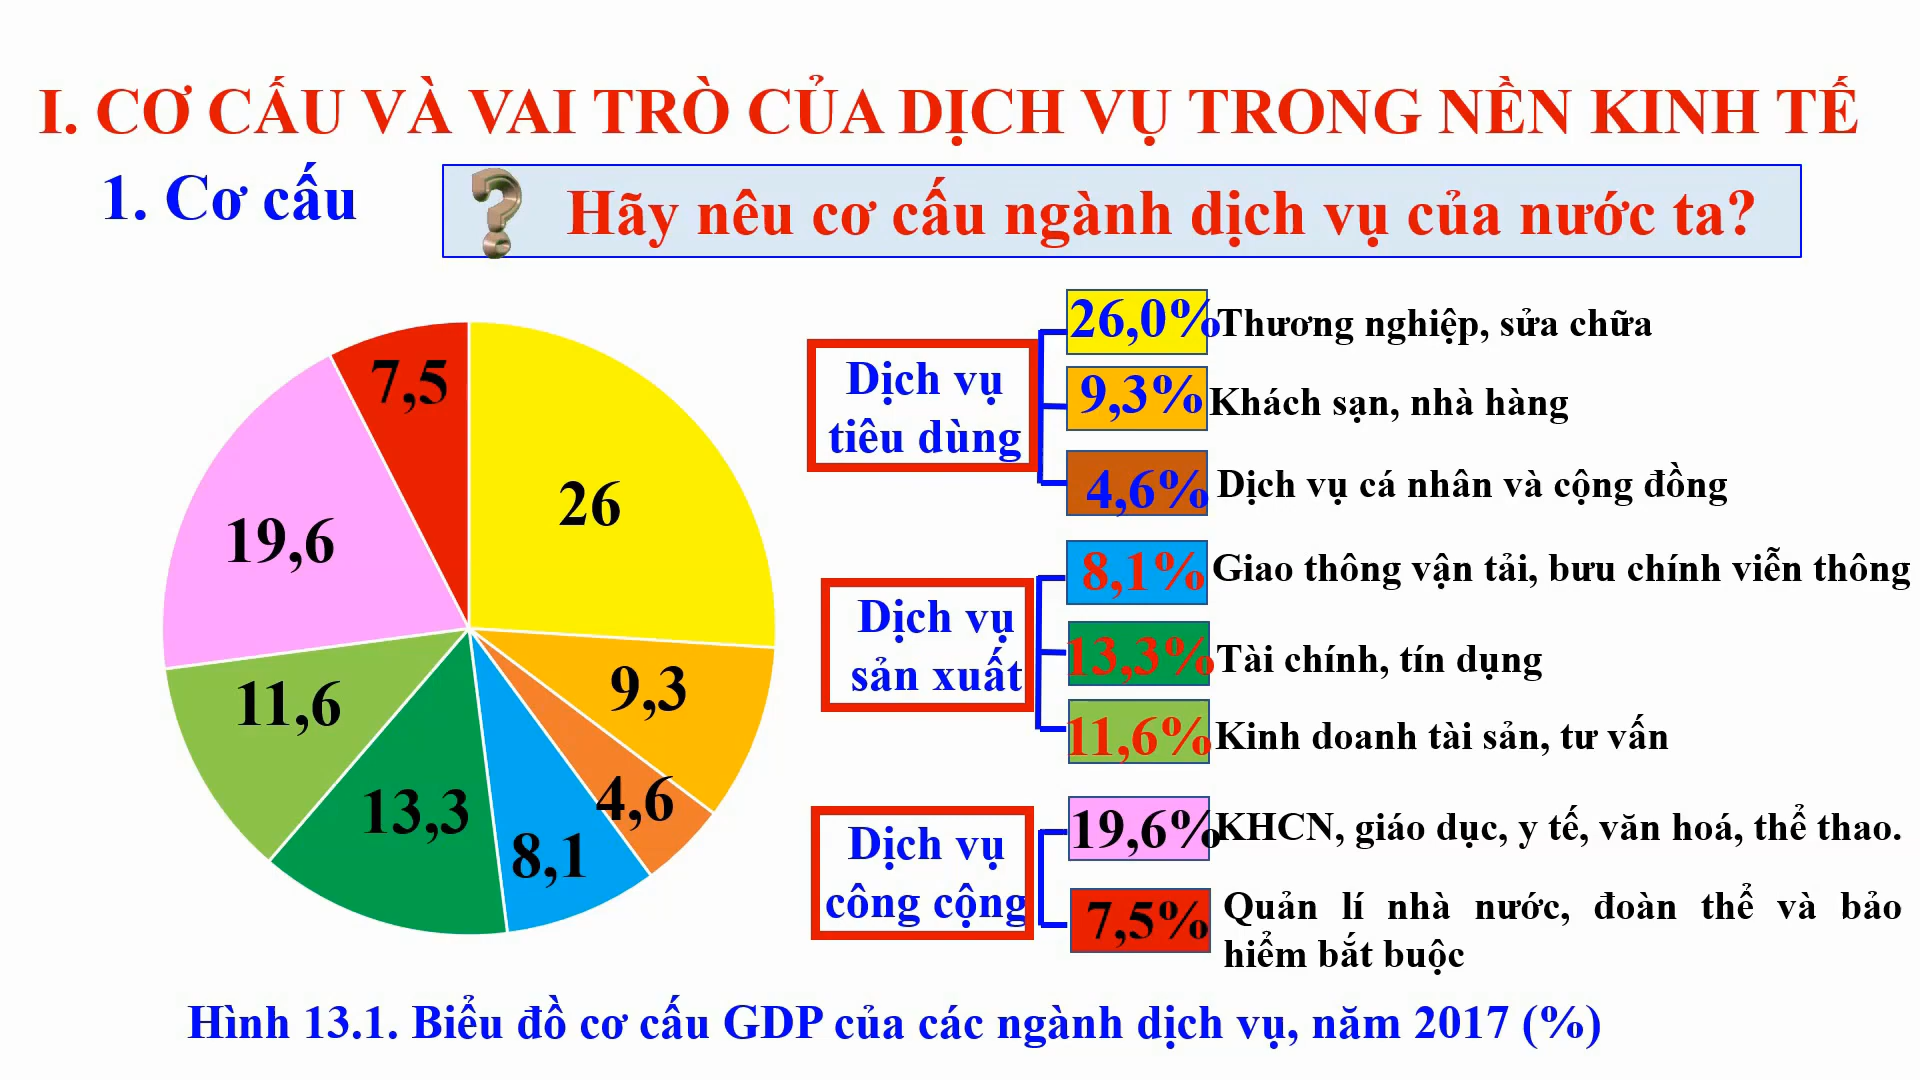 I. CƠ CẤU VÀ VAI TRÒ CỦA DỊCH VỤ TRONG NỀN KINH TẾ
1. Cơ cấu
Hãy nêu cơ cấu ngành dịch vụ của nước ta?
7,5
26
19,6
9,3
11,6
4,6
13,3
8,1
Dịch vụ
tiêu dùng
26,0% Thương nghiệp, sửa chữa
9,3% Khách sạn, nhà hàng
4,6% Dịch vụ cá nhân và cộng đồng
Dịch vụ
sản xuất
8,1% Giao thông vận tải, bưu chính viễn thông
13,3% Tài chính, tín dụng
11,6% Kinh doanh tài sản, tư vấn
Dịch vụ
công cộng
19,6% KHCN, giáo dục, y tế, văn hoá, thể thao.
7,5% Quản lí nhà nước, đoàn thể và bảo
hiểm bắt buộc
Hình 13.1. Biểu đồ cơ cấu GDP của các ngành dịch vụ, năm 2017 (%)